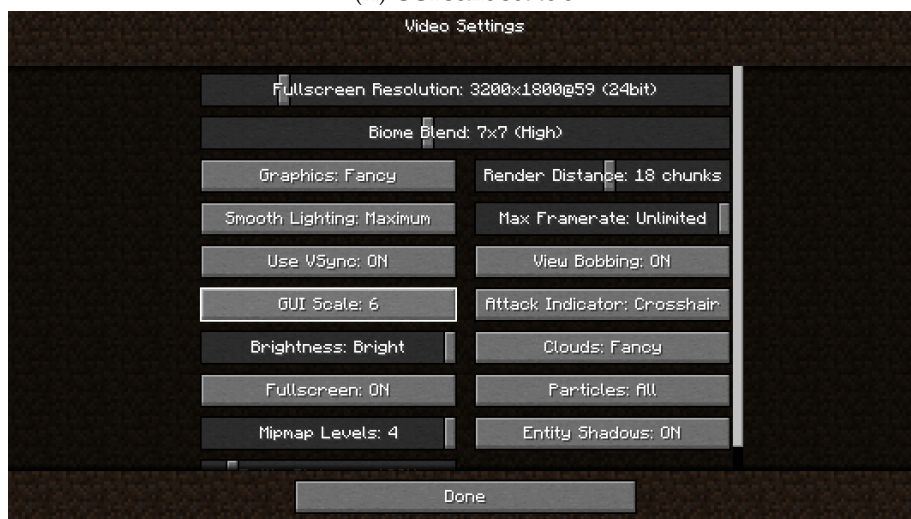 Video Settings
Fullscreen Resolution: 3200x1800@59 (24bit)
Biome Blend: 7x7 (High)
Graphics: Fancy
Render Distance: 18 chunks
Smooth Lighting: Maximum
Max Framerate: Unlimited
Use VSync: ON
View Bobbing: ON
GUI Scale: 6
Attack Indicator: Crosshair
Brightness: Bright
Clouds: Fancy
Fullscreen: ON
Particles: All
Mipmap Levels: 4
Entity Shadows: ON
Done